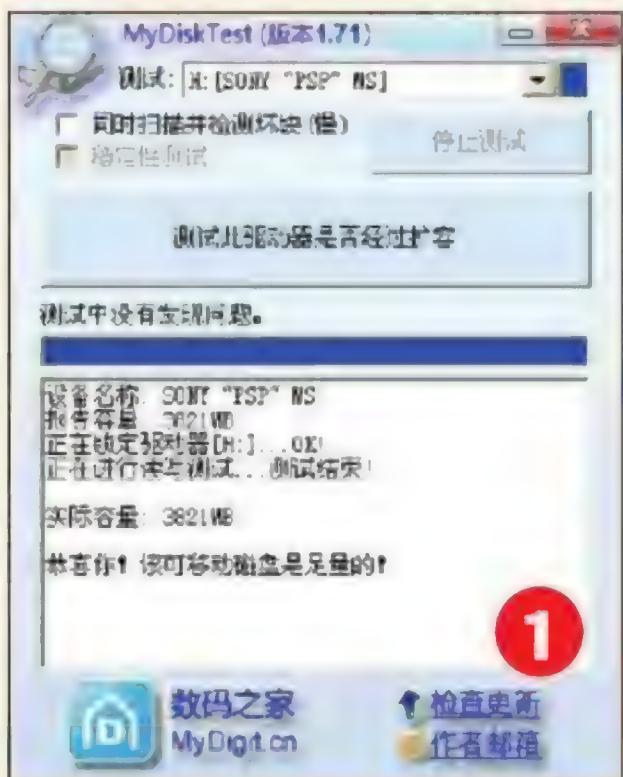 MyDiskTest (版本1.71)
测试: H:[SONY "PSP" MS]
同时扫描并检测坏块(慢)
稳定性测试
停止测试
测试此驱动器是否经过扩容
测试中没有发现问题。
设备名称: SONY "PSP" MS
报告容量: 3821MB
正在锁定驱动器[H:]...OK!
正在进行读写测试...测试结束!
实际容量: 3821MB
恭喜你! 该可移动磁盘是足量的!
1
数码之家
检查更新
MyDigit.cn
作者邮箱